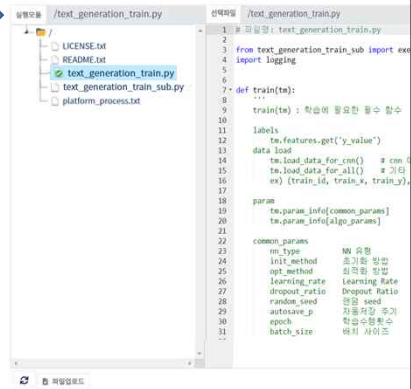 실행모듈 /text_generation_train.py
/
LICENSE.txt
README.txt
text_generation_train.py
text_generation_train_sub.py
platform_process.txt
파일업로드
선택파일 /text_generation_train.py
1 # 파일명: text_generation_train.py
2
3 from text_generation_train_sub import exe
4 import logging
5
6
7 def train(tm):
8 '''
9 train(tm) : 학습에 필요한 필수 함수
10
11 labels
12 tm.features.get('y_value')
13 data load
14 tm.load_data_for_cnn() # cnn
15 tm.load_data_for_all() # 기타
16 ex) (train_id, train_x, train_y),
17
18 param
19 tm.param_info[common_params]
20 tm.param_info[algo_params]
21
22 common_params
23 nn_type NN 유형
24 init_method 초기화 방법
25 opt_method 최적화 방법
26 learning_rate Learning Rate
27 dropout_ratio Dropout Ratio
28 random_seed 랜덤 seed
29 autosave_p 자동저장 주기
30 epoch 학습수행횟수
31 batch_size 배치 사이즈